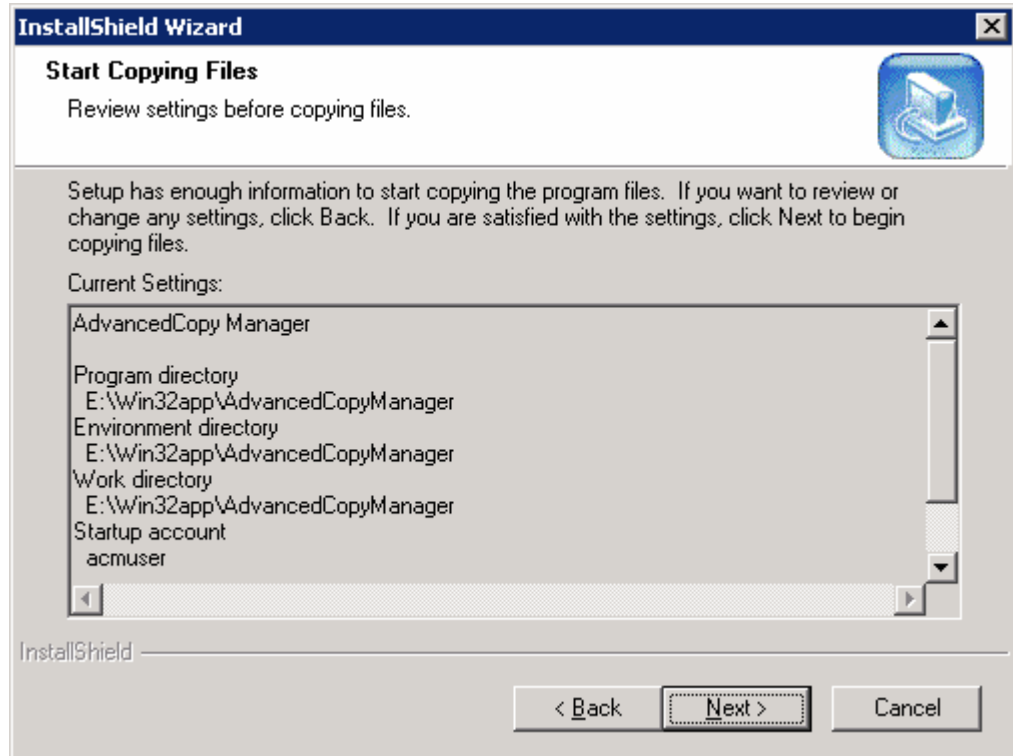 InstallShield Wizard
Start Copying Files
Review settings before copying files.
Setup has enough information to start copying the program files.  If you want to review or
change any settings, click Back.  If you are satisfied with the settings, click Next to begin
copying files.
Current Settings:
AdvancedCopy Manager
Program directory
E:\Win32app\AdvancedCopyManager
Environment directory
E:\Win32app\AdvancedCopyManager
Work directory
E:\Win32app\AdvancedCopyManager
Startup account
acmuser
InstallShield
< Back
Next >
Cancel